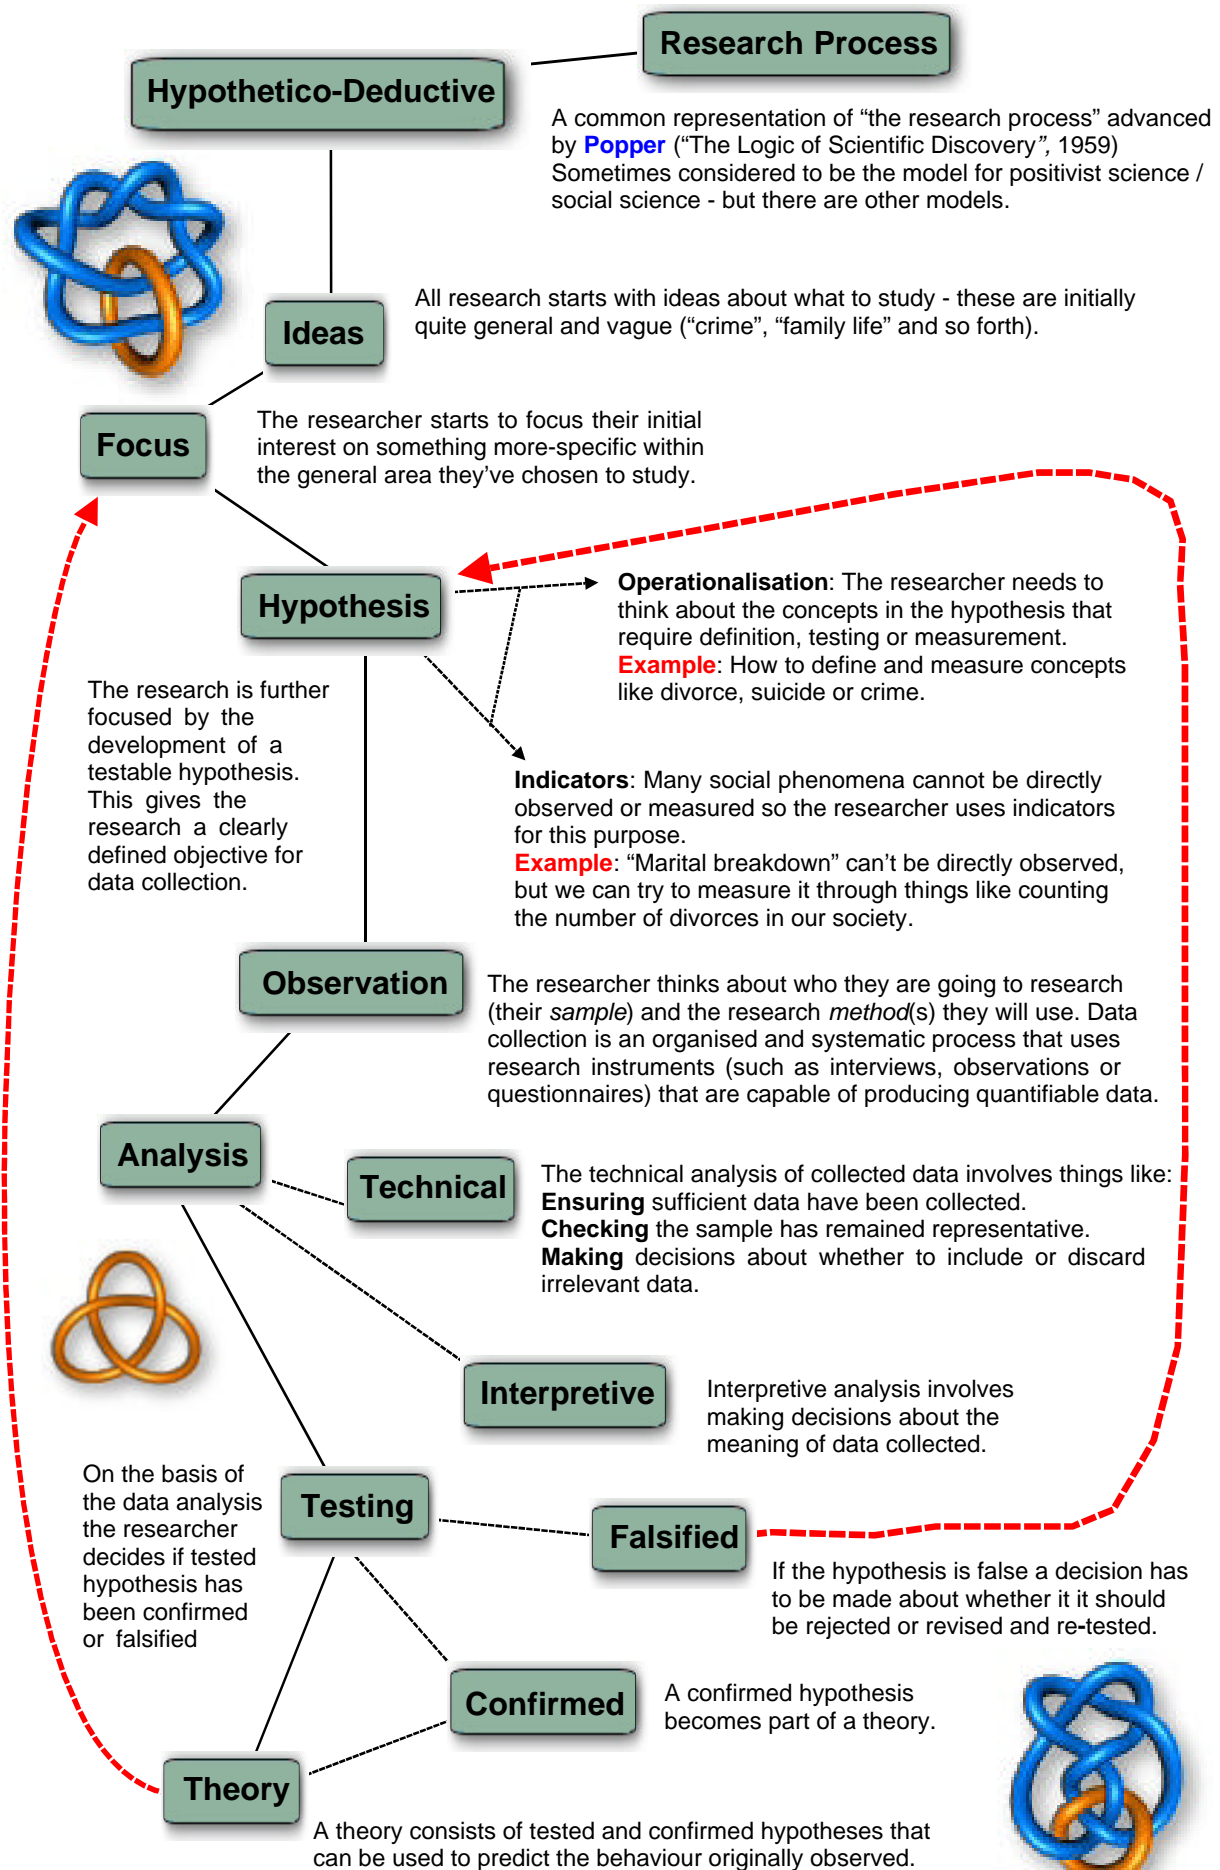 Research Process
Hypothetico-Deductive
A common representation of “the research process” advanced
by Popper (“The Logic of Scientific Discovery”, 1959)
Sometimes considered to be the model for positivist science /
social science - but there are other models.
Ideas
All research starts with ideas about what to study - these are initially
quite general and vague (“crime”, “family life” and so forth).
Focus
The researcher starts to focus their initial
interest on something more-specific within
the general area they’ve chosen to study.
Hypothesis
Operationalisation: The researcher needs to
think about the concepts in the hypothesis that
require definition, testing or measurement.
Example: How to define and measure concepts
like divorce, suicide or crime.
The research is further
focused by the
development of a
testable hypothesis.
This gives the
research a clearly
defined objective for
data collection.
Indicators: Many social phenomena cannot be directly
observed or measured so the researcher uses indicators
for this purpose.
Example: “Marital breakdown” can’t be directly observed,
but we can try to measure it through things like counting
the number of divorces in our society.
Observation
The researcher thinks about who they are going to research
(their sample) and the research method(s) they will use. Data
collection is an organised and systematic process that uses
research instruments (such as interviews, observations or
questionnaires) that are capable of producing quantifiable data.
Analysis
Technical
The technical analysis of collected data involves things like:
Ensuring sufficient data have been collected.
Checking the sample has remained representative.
Making decisions about whether to include or discard
irrelevant data.
Interpretive
Interpretive analysis involves
making decisions about the
meaning of data collected.
On the basis of
the data analysis
the researcher
decides if tested
hypothesis has
been confirmed
or falsified
Testing
Falsified
If the hypothesis is false a decision has
to be made about whether it it should
be rejected or revised and re-tested.
Confirmed
A confirmed hypothesis
becomes part of a theory.
Theory
A theory consists of tested and confirmed hypotheses that
can be used to predict the behaviour originally observed.